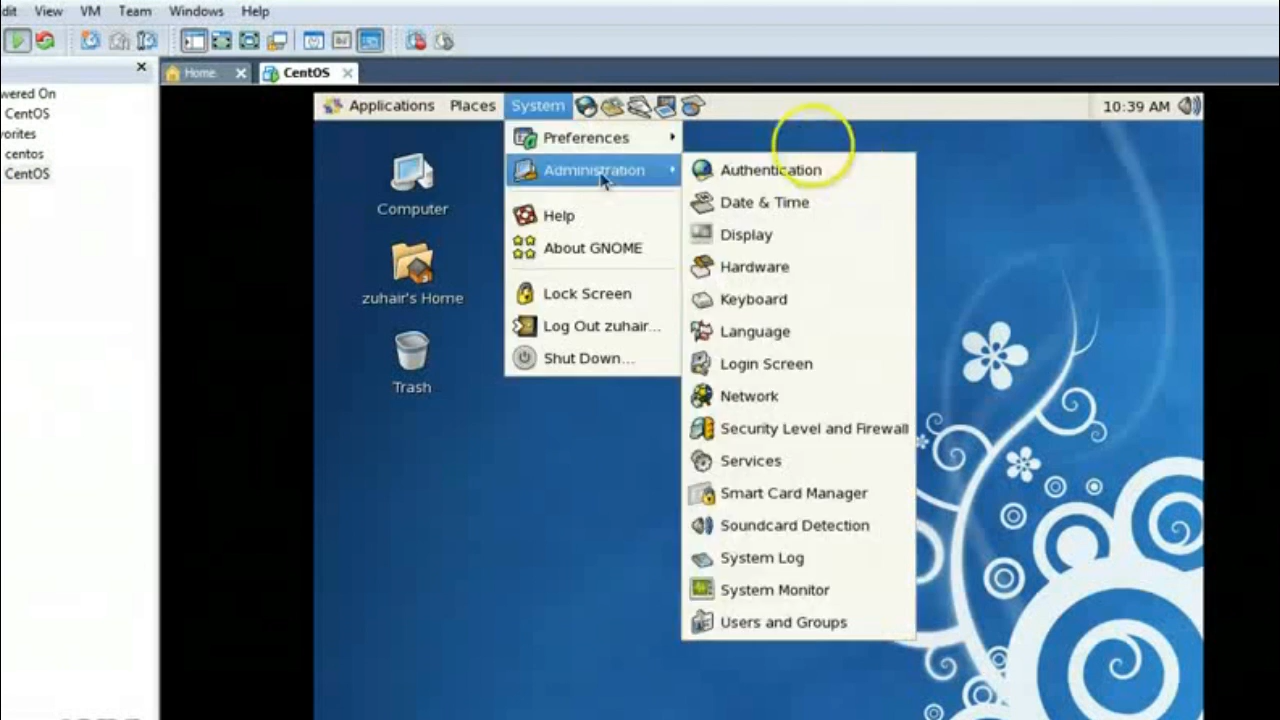 dit View VM Team Windows Help
Home CentOS
wered On
CentOS
vorites
centos
CentOS
Applications Places System 10:39 AM
Computer
zuhair's Home
Trash
Preferences
Administration
Help
About GNOME
Lock Screen
Log Out zuhair...
Shut Down...
Authentication
Date & Time
Display
Hardware
Keyboard
Language
Login Screen
Network
Security Level and Firewall
Services
Smart Card Manager
Soundcard Detection
System Log
System Monitor
Users and Groups